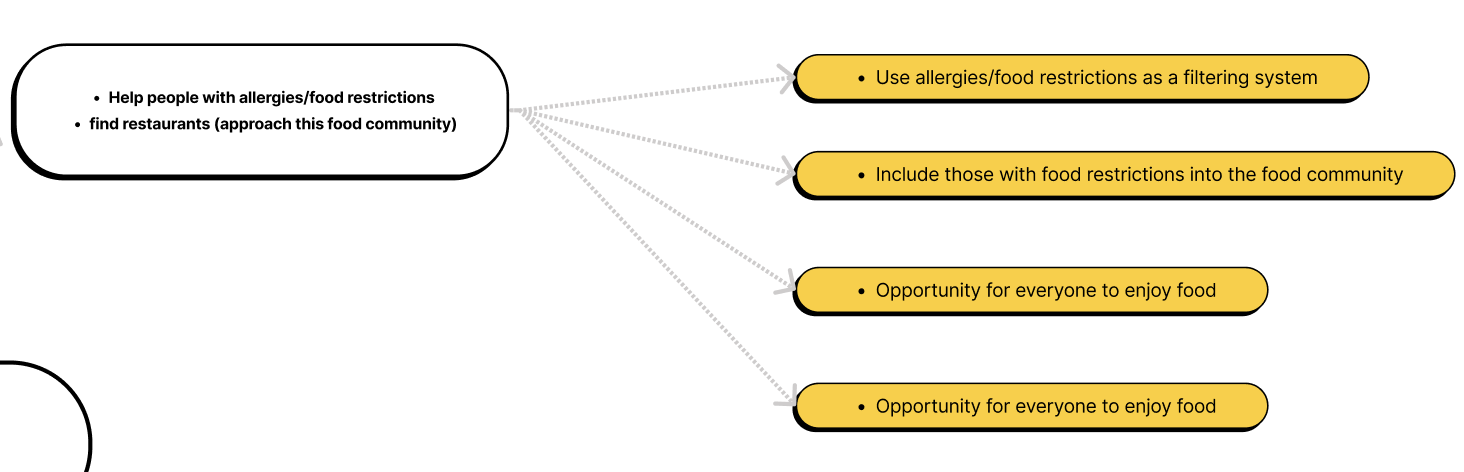 • Help people with allergies/food restrictions
• find restaurants (approach this food community)
• Use allergies/food restrictions as a filtering system
• Include those with food restrictions into the food community
• Opportunity for everyone to enjoy food
• Opportunity for everyone to enjoy food